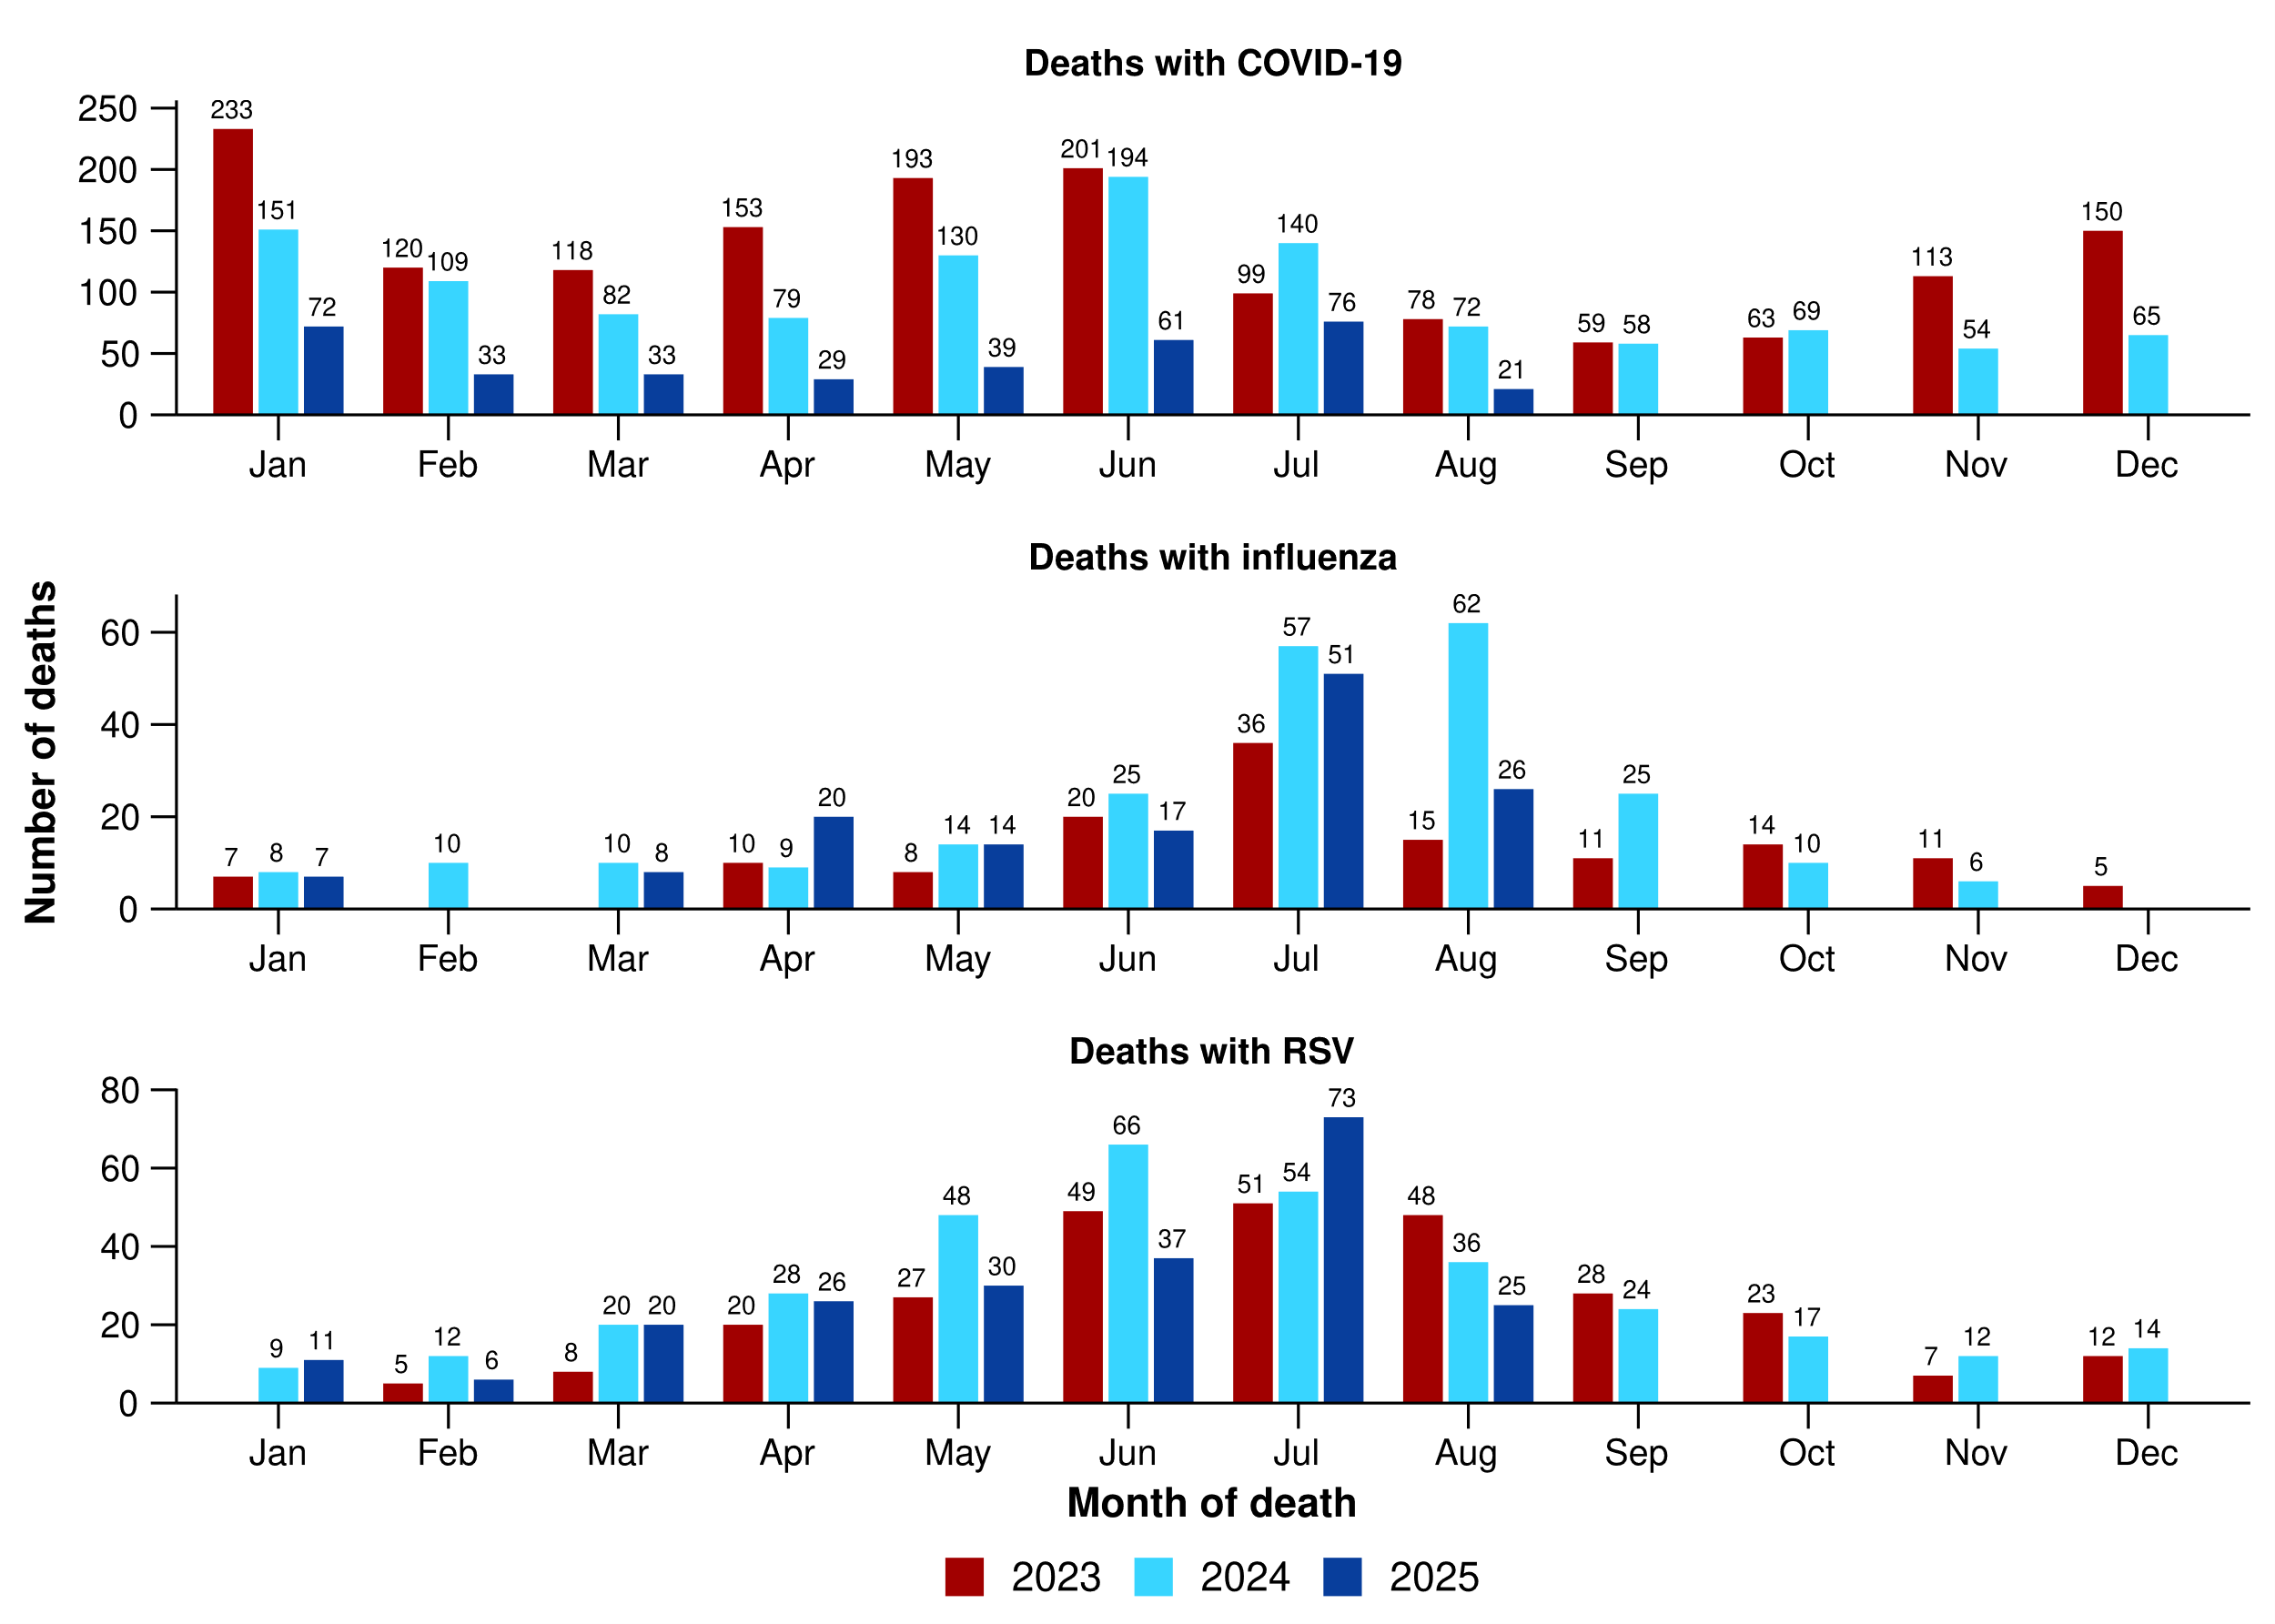 Deaths with COVID-19
250
200
150
100
50
0
233 151 72
120 109 33
118 82 33
153 79 29
193 130 39
201 194 61
99 140 76
78 72 21
59 58
63 69
113 54
150 65
Jan Feb Mar Apr May Jun Jul Aug Sep Oct Nov Dec
Number of deaths
Deaths with influenza
60
40
20
0
7 8 7
10
10 8
10 9 20
8 14 14
20 25 17
36 57 51
15 62 26
11 25
14 10
11 6
5
Jan Feb Mar Apr May Jun Jul Aug Sep Oct Nov Dec
Deaths with RSV
80
60
40
20
0
9 11
5 12 6
8 20 20
20 28 26
27 48 30
49 66 37
51 54 73
48 36 25
28 24
23 17
7 12
12 14
Jan Feb Mar Apr May Jun Jul Aug Sep Oct Nov Dec
Month of death
2023 2024 2025